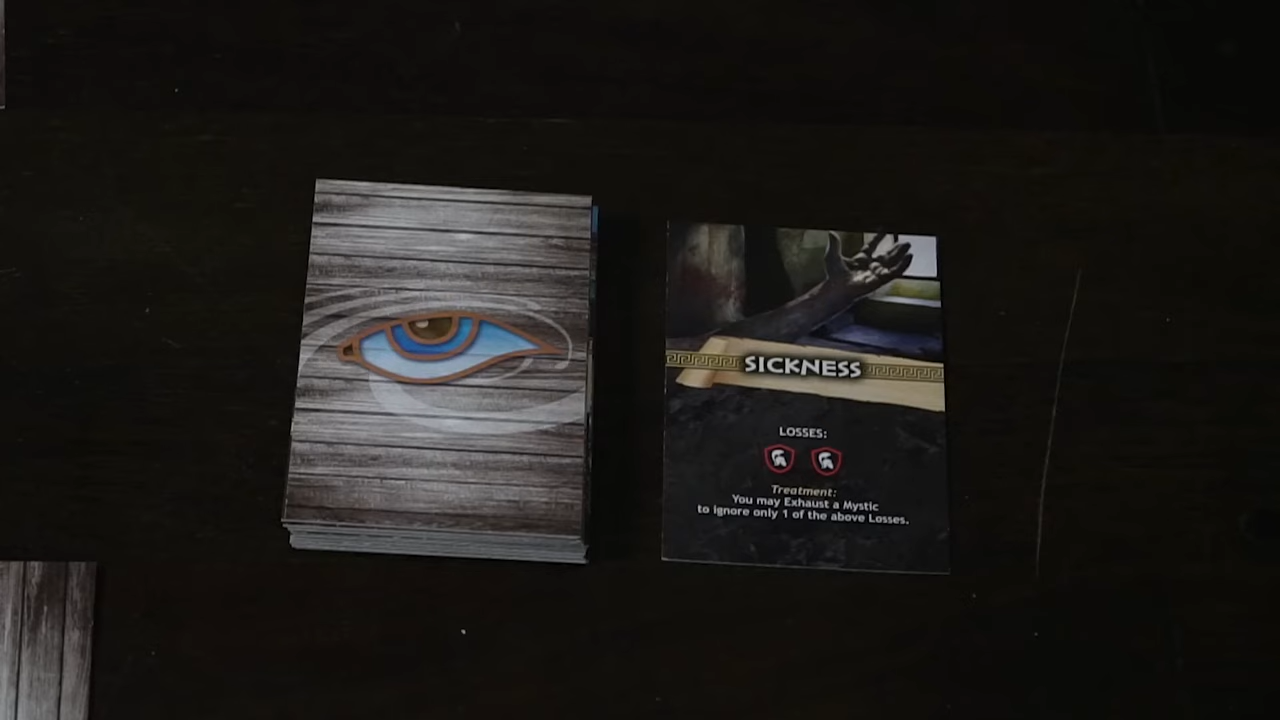 SICKNESS
LOSSES:
Treatment:
You may Exhaust a Mystic
to ignore only 1 of the above Losses.